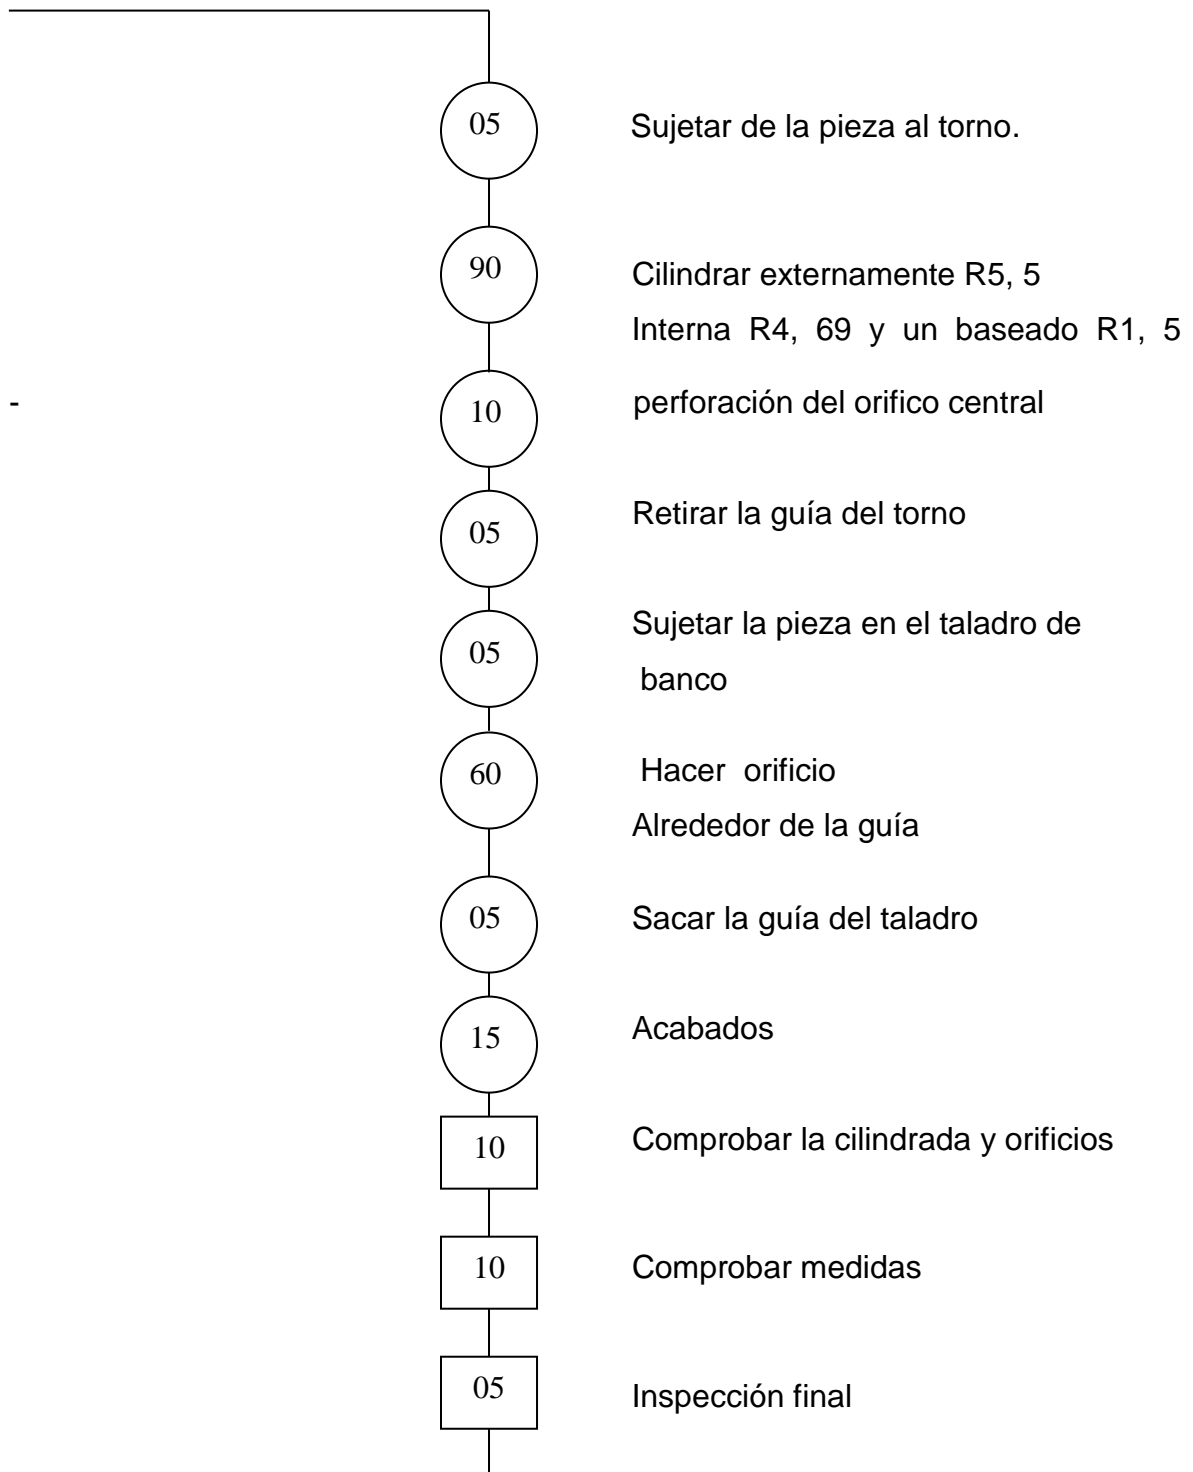 05 Sujetar de la pieza al torno.
90 Cilindrar externamente R5, 5
Interna R4, 69 y un baseado R1, 5
- 10 perforación del orifico central
05 Retirar la guía del torno
05 Sujetar la pieza en el taladro de
banco
60 Hacer orificio
Alrededor de la guía
05 Sacar la guía del taladro
15 Acabados
10 Comprobar la cilindrada y orificios
10 Comprobar medidas
05 Inspección final